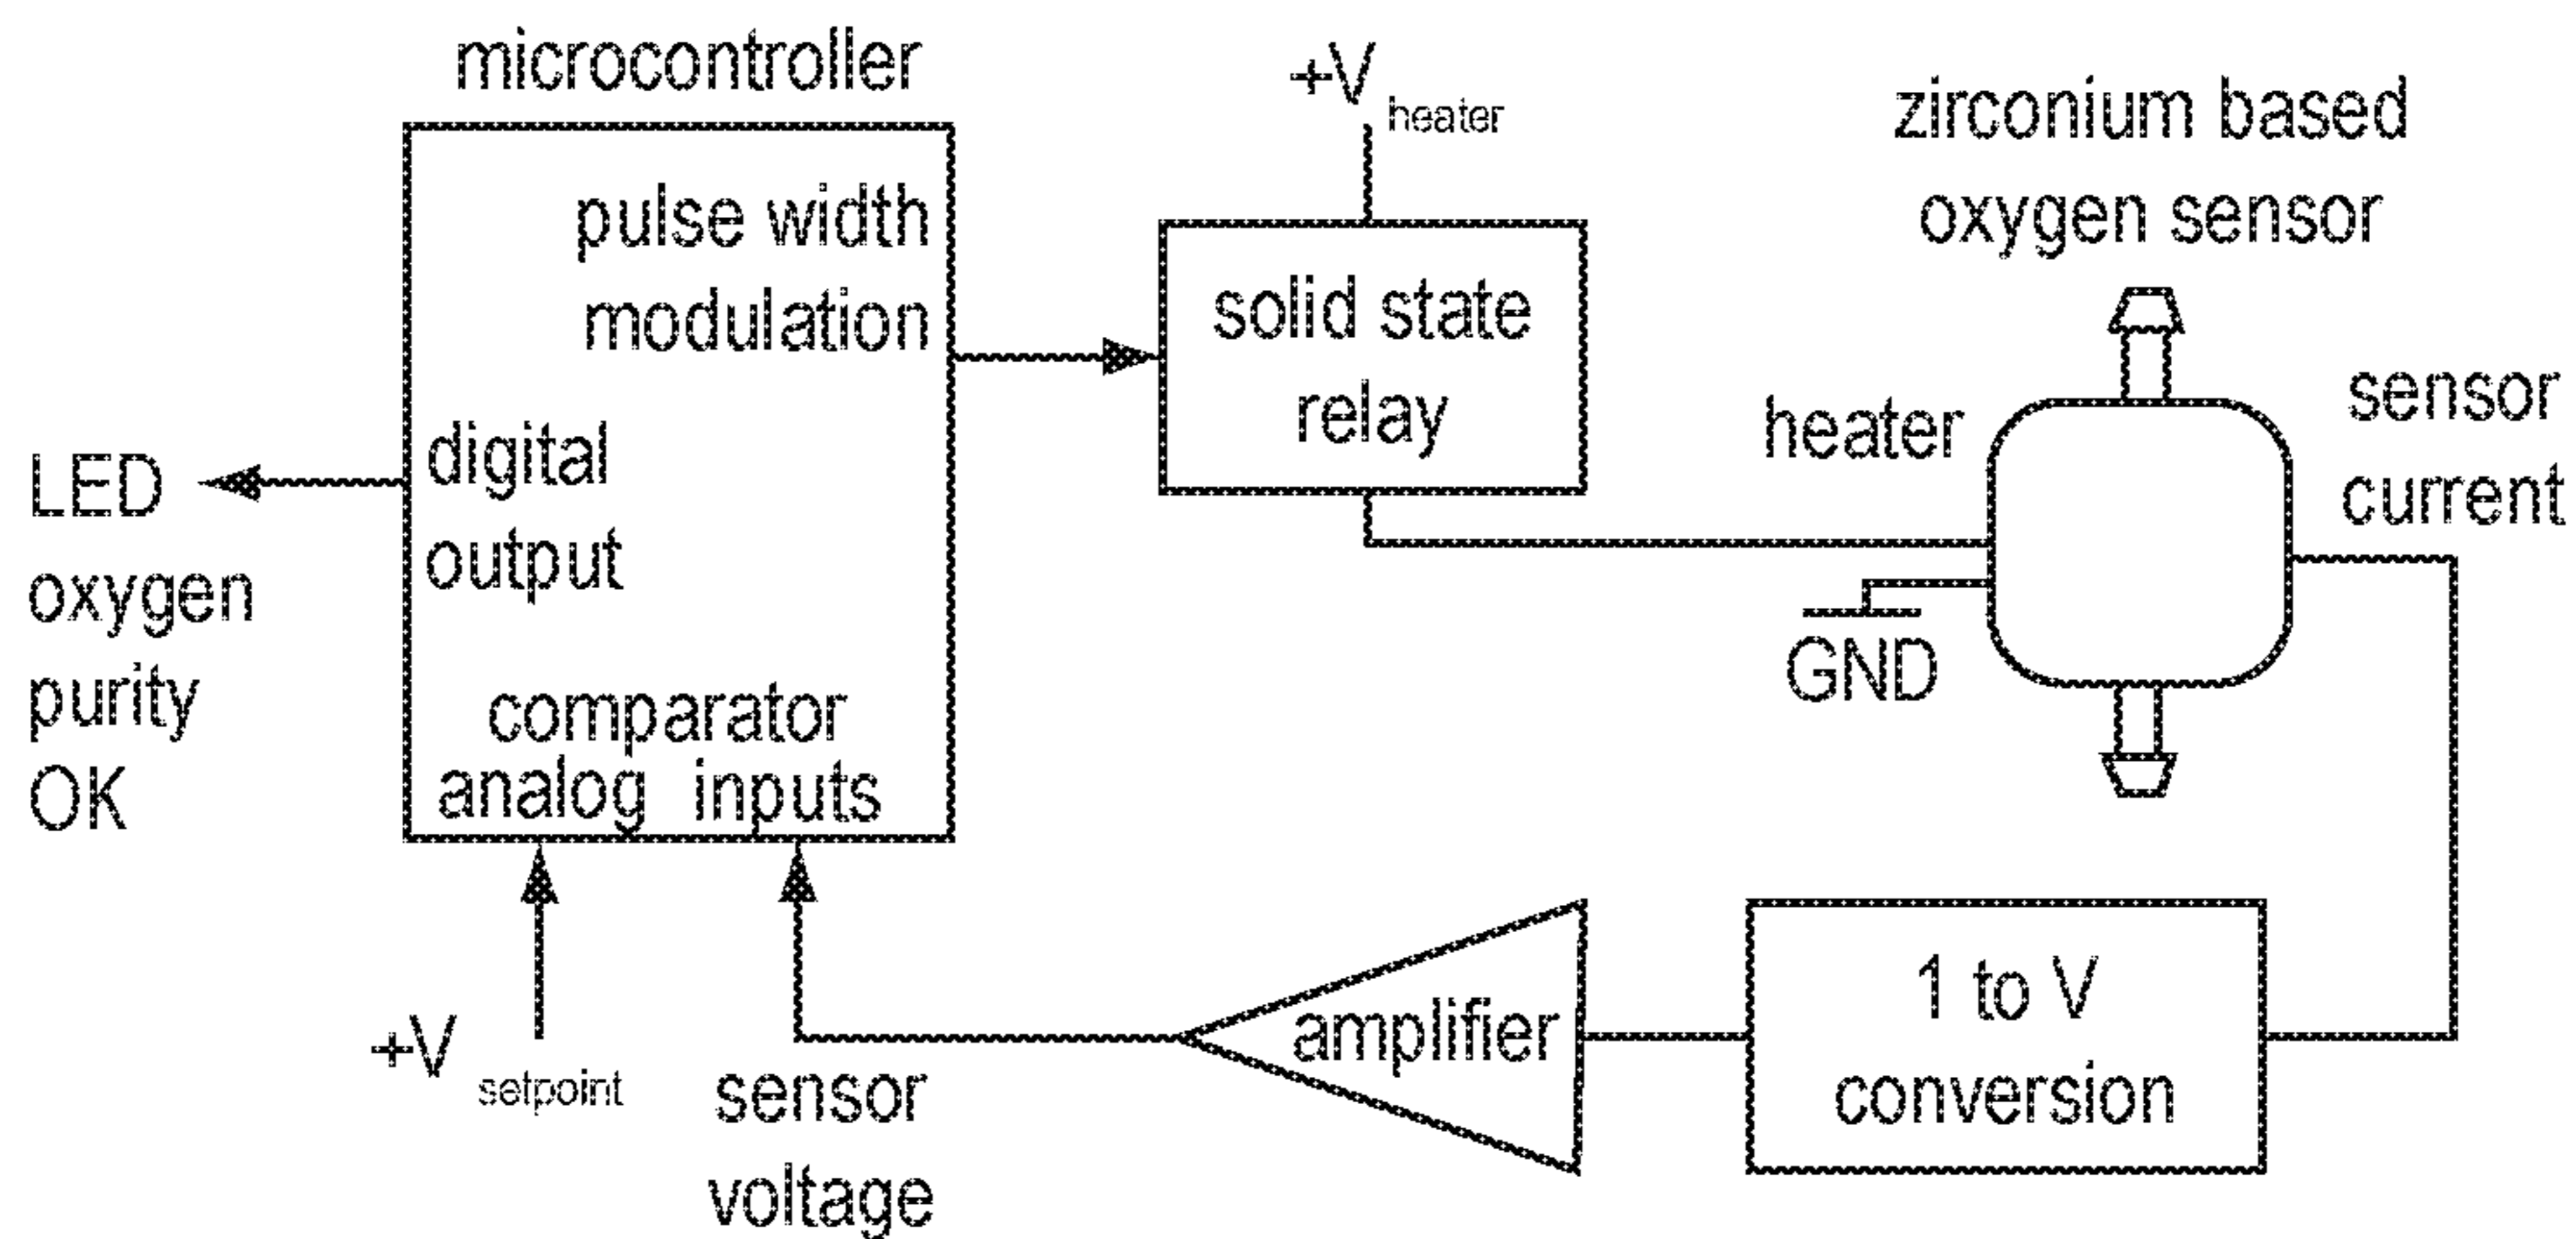 microcontroller
pulse width
modulation
digital
output
comparator
analog inputs
LED
oxygen
purity
OK
+V heater
solid state
relay
zirconium based
oxygen sensor
heater
sensor
current
GND
+V setpoint
sensor
voltage
amplifier
1 to V
conversion